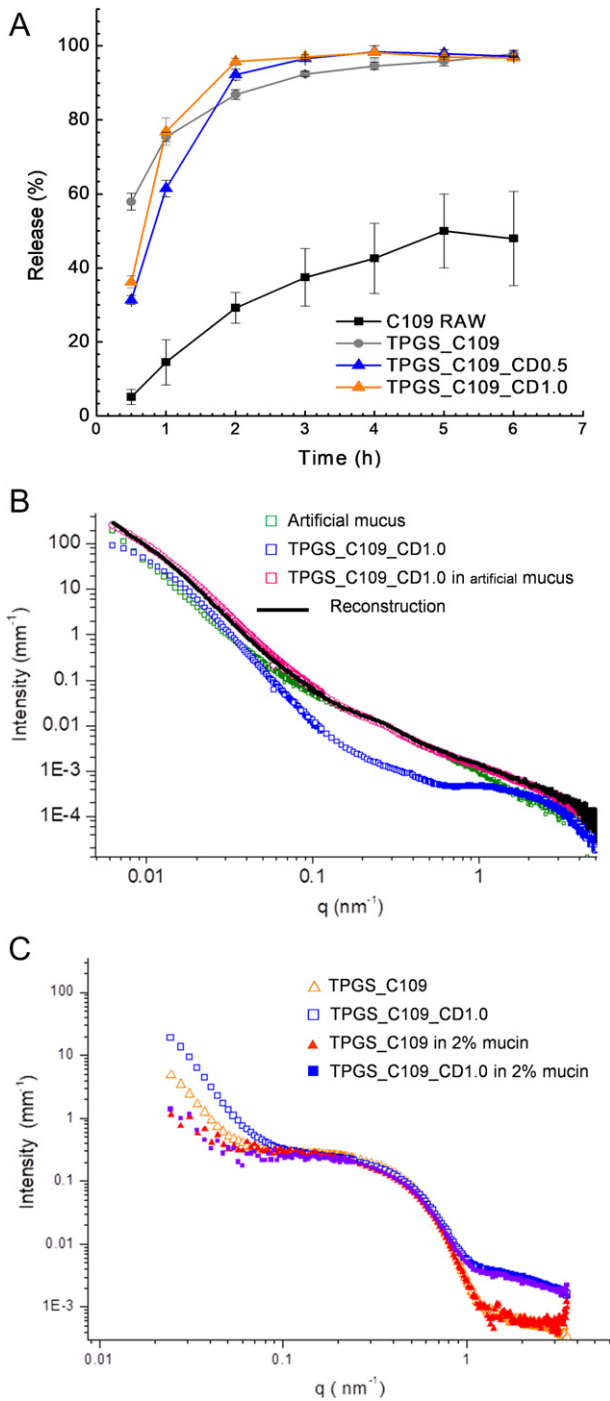 A
100
80
60
40
20
0
Release (%)
C109 RAW
TPGS_C109
TPGS_C109_CD0.5
TPGS_C109_CD1.0
0 1 2 3 4 5 6 7
Time (h)
B
Artificial mucus
TPGS_C109_CD1.0
TPGS_C109_CD1.0 in artificial mucus
Reconstruction
100
10
1
0.1
0.01
1E-3
1E-4
Intensity (mm⁻¹)
0.01 0.1 1
q (nm⁻¹)
C
TPGS_C109
TPGS_C109_CD1.0
TPGS_C109 in 2% mucin
TPGS_C109_CD1.0 in 2% mucin
100
10
1
0.1
0.01
1E-3
Intensity (mm⁻¹)
0.01 0.1 1
q ( nm⁻¹)